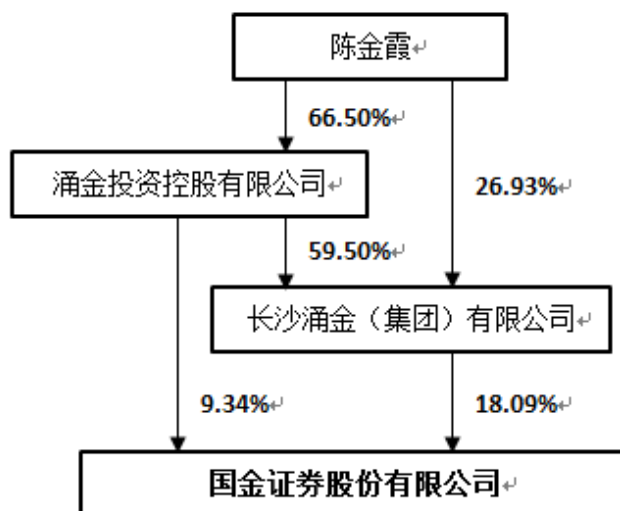 陈金霞↵
66.50%↵
涌金投资控股有限公司↵
26.93%↵
59.50%↵
长沙涌金（集团）有限公司↵
9.34%↵
18.09%↵
国金证券股份有限公司↵